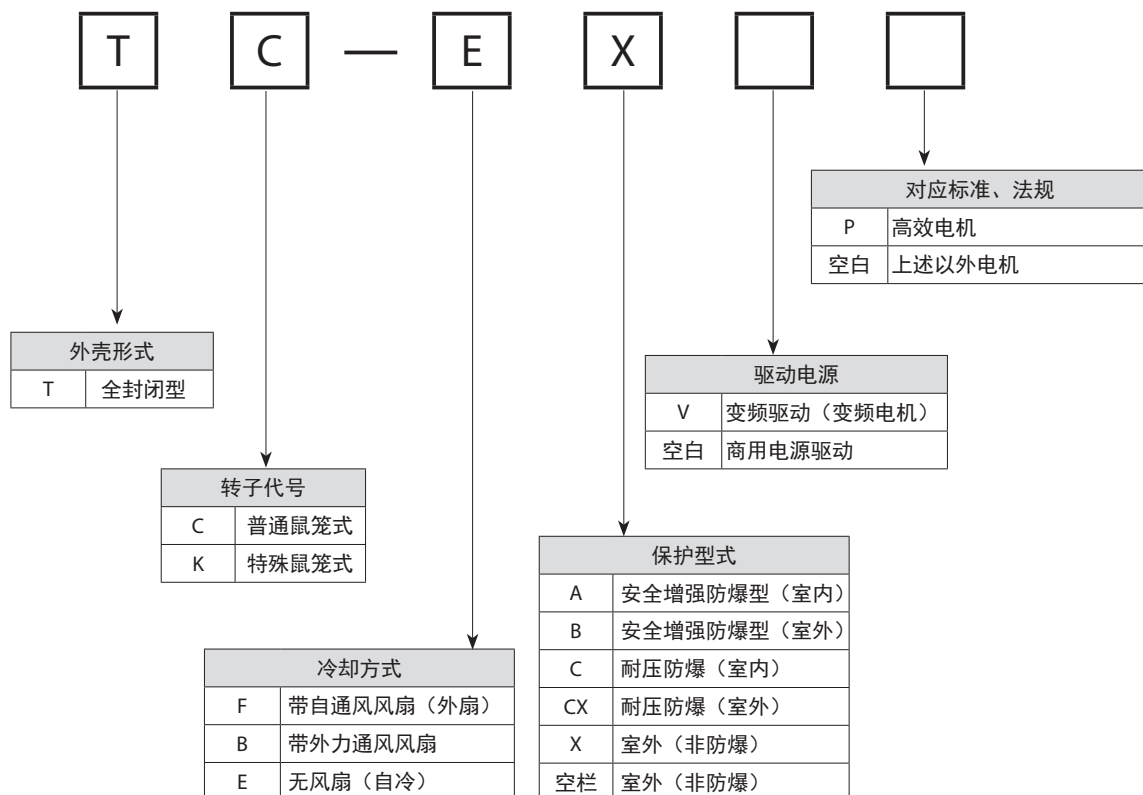 T C — E X
对应标准、法规
P 高效电机
空白 上述以外电机
外壳形式
T 全封闭型
驱动电源
V 变频驱动（变频电机）
空白 商用电源驱动
转子代号
C 普通鼠笼式
K 特殊鼠笼式
保护型式
A 安全增强防爆型（室内）
B 安全增强防爆型（室外）
C 耐压防爆（室内）
CX 耐压防爆（室外）
X 室外（非防爆）
空栏 室外（非防爆）
冷却方式
F 带自通风风扇（外扇）
B 带外力通风风扇
E 无风扇（自冷）